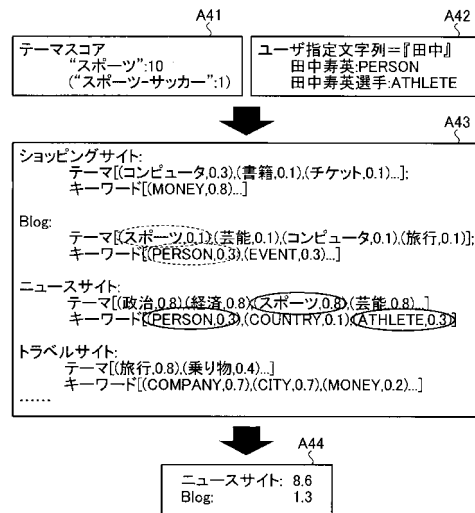 A41
A42
テーマスコア
“スポーツ”:10
(“スポーツ-サッカー”:1)
ユーザ指定文字列=『田中』
田中寿英:PERSON
田中寿英選手:ATHLETE
A43
ショッピングサイト:
テーマ[(コンピュータ,0.3),(書籍,0.1),(チケット,0.1)...];
キーワード[(MONEY,0.8)...]
Blog:
テーマ[(スポーツ,0.1),(芸能,0.1),(コンピュータ,0.1),(旅行,0.1)];
キーワード[(PERSON,0.3),(EVENT,0.3)...]
ニュースサイト:
テーマ[(政治,0.8),(経済,0.8),(スポーツ,0.8),(芸能,0.8)...]
キーワード[(PERSON,0.3),(COUNTRY,0.1),(ATHLETE,0.3)]
トラベルサイト:
テーマ[(旅行,0.8),(乗り物,0.4)...]
キーワード[(COMPANY,0.7),(CITY,0.7),(MONEY,0.2)...]
……
A44
ニュースサイト: 8.6
Blog: 1.3